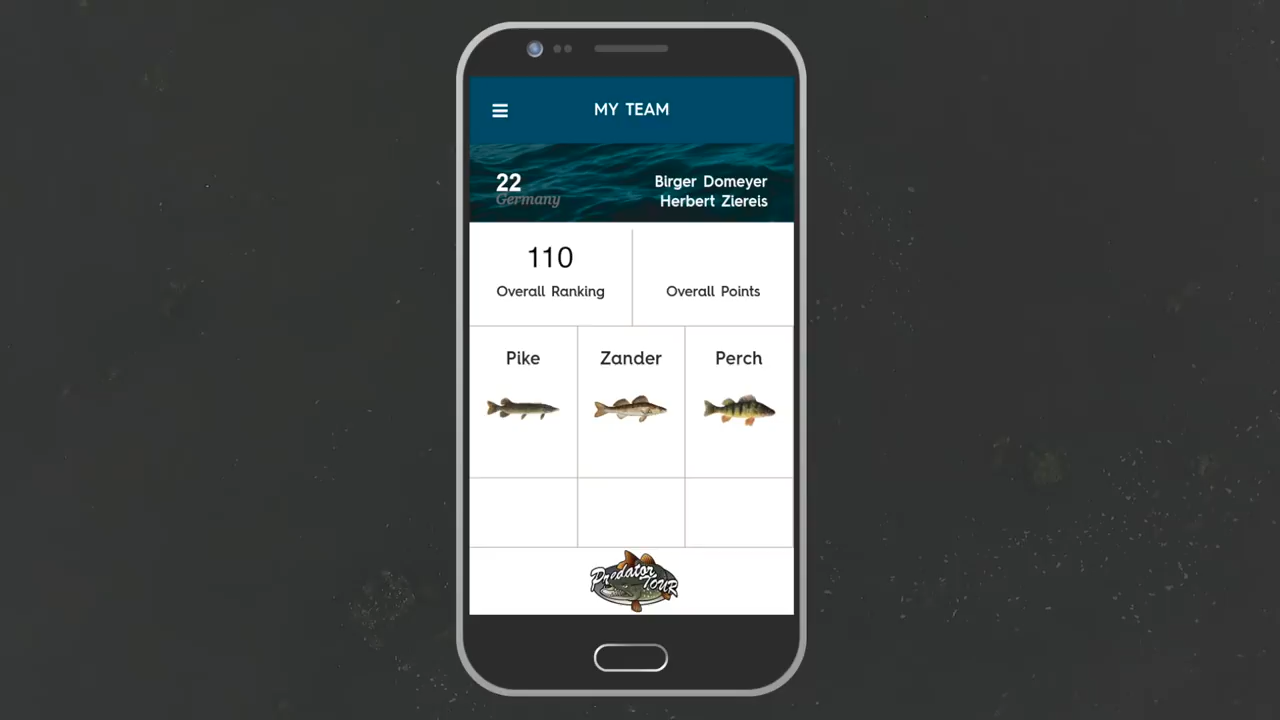 MY TEAM
22
Germany
Birger Domeyer
Herbert Ziereis
110
Overall Ranking
Overall Points
Pike
Zander
Perch
Predator
TOUR